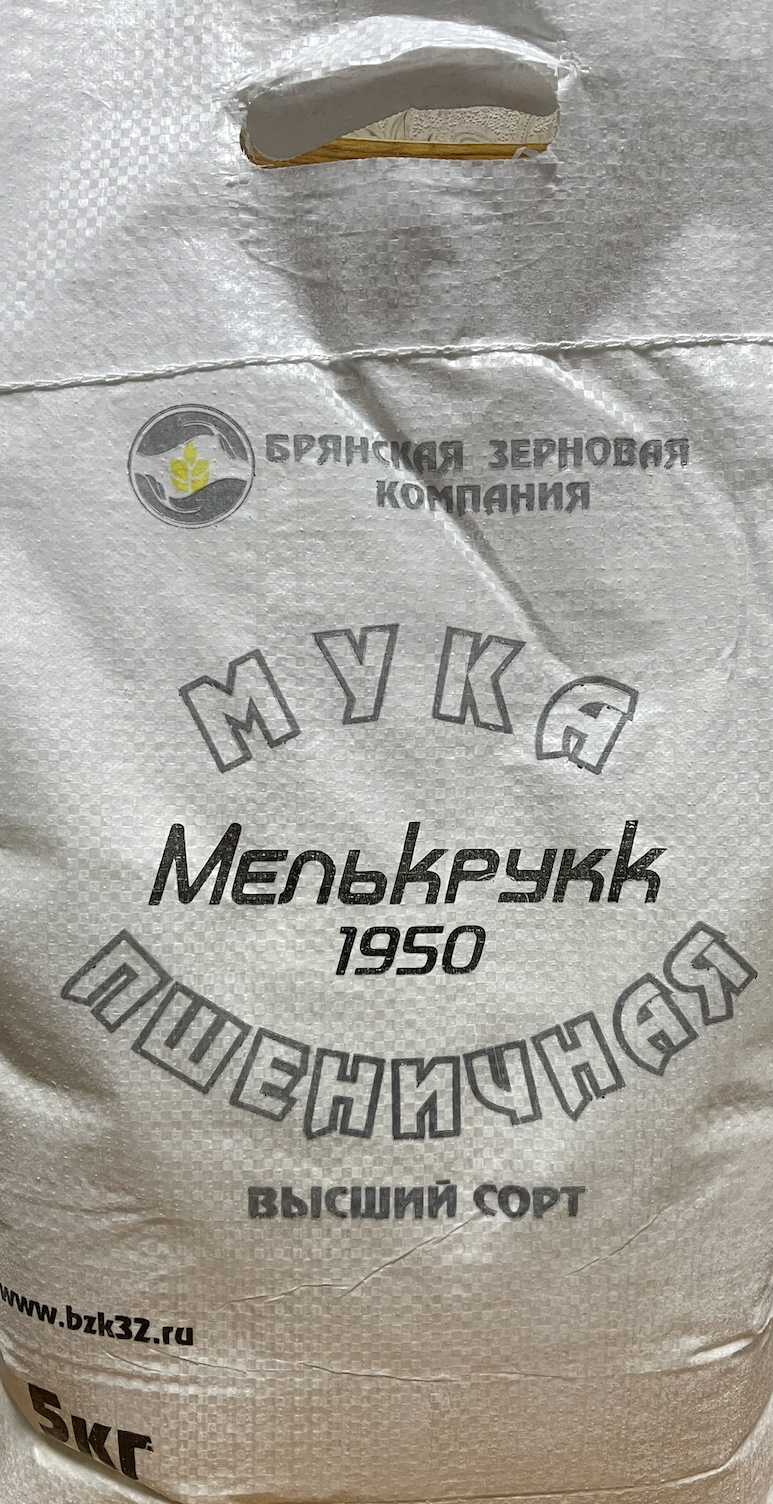 БРЯНСКАЯ ЗЕРНОВАЯ
КОМПАНИЯ
МУКА
Мелькрукк
1950
ПШЕНИЧНАЯ
ВЫСШИЙ СОРТ
www.bzk32.ru
5кг